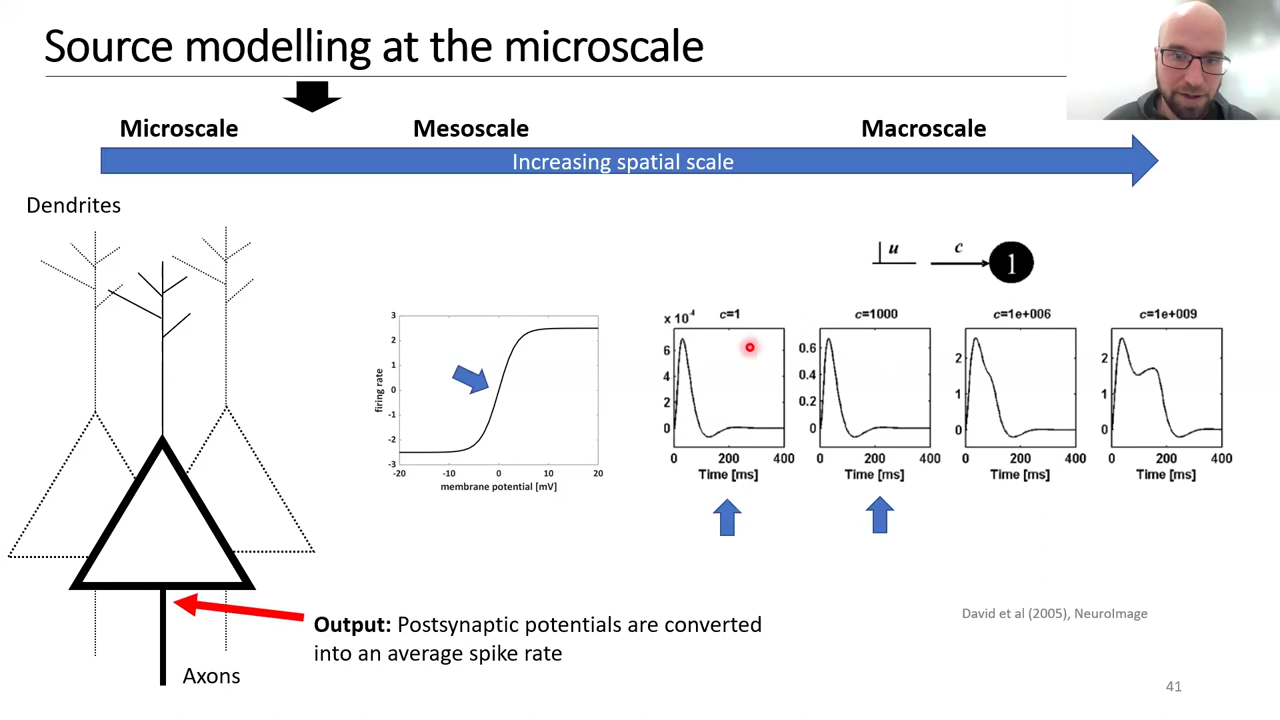 Source modelling at the microscale
Microscale
Mesoscale
Macroscale
Increasing spatial scale
Dendrites
u
c
1
3
2
1
0
-1
-2
-3
-20
-10
0
10
20
firing rate
membrane potential [mV]
x 10⁻⁴
c=1
6
4
2
0
0
200
400
Time [ms]
c=1000
0.6
0.4
0.2
0
0
200
400
Time [ms]
c=1e+006
2
1
0
0
200
400
Time [ms]
c=1e+009
2
1
0
0
200
400
Time [ms]
Output: Postsynaptic potentials are converted
into an average spike rate
David et al (2005), NeuroImage
Axons
41